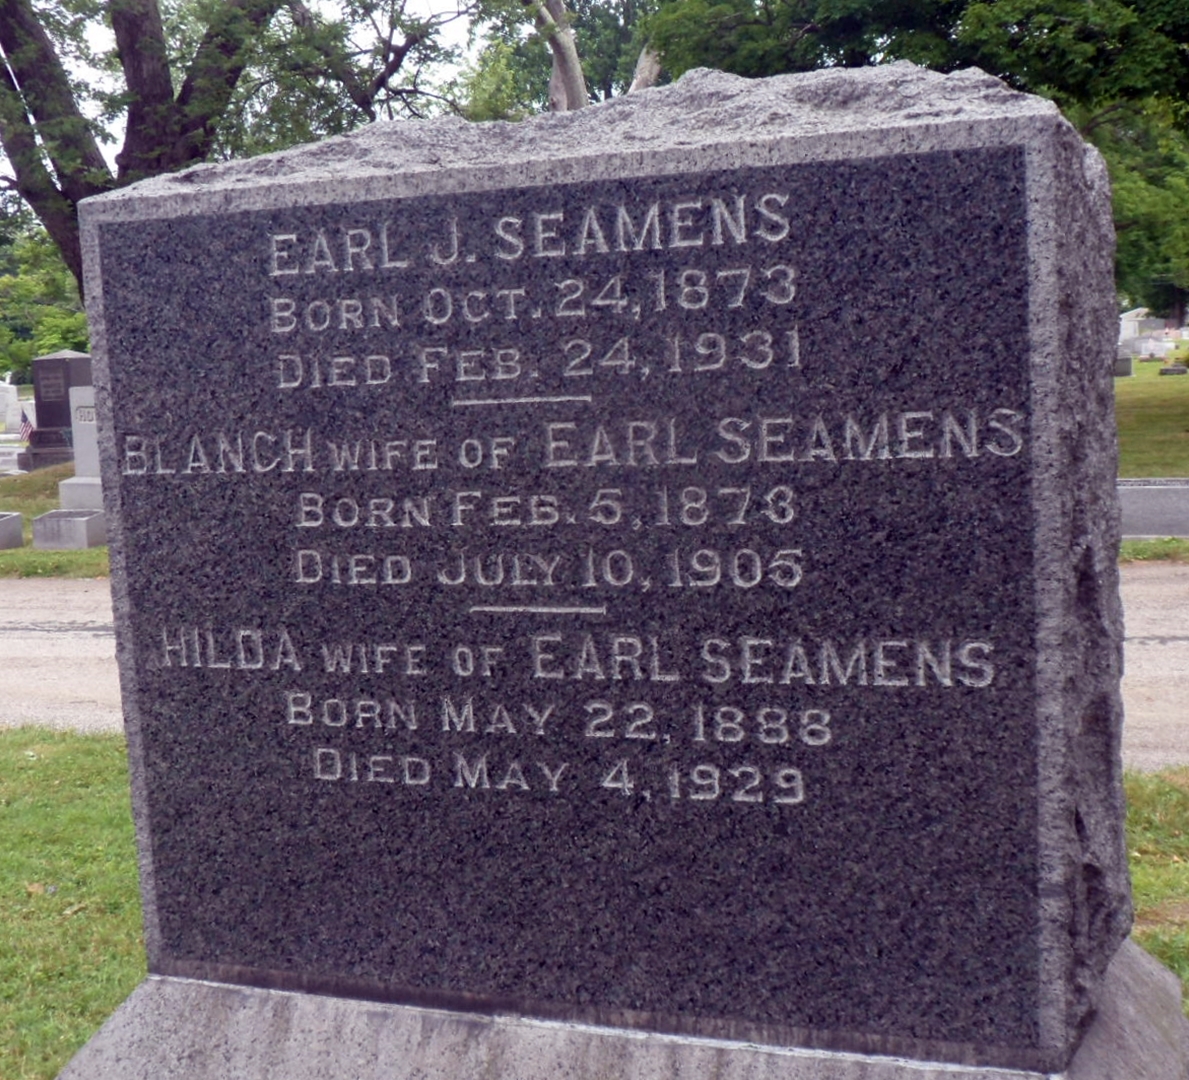 EARL J. SEAMENS
BORN OCT. 24, 1873
DIED FEB. 24, 1931
BLANCH WIFE OF EARL SEAMENS
BORN FEB. 5, 1873
DIED JULY 10, 1905
HILDA WIFE OF EARL SEAMENS
BORN MAY 22, 1888
DIED MAY 4, 1929